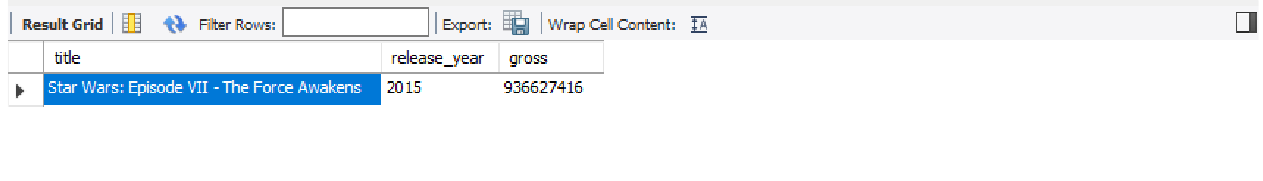 Result Grid Filter Rows: Export: Wrap Cell Content: IA
title release_year gross
Star Wars: Episode VII - The Force Awakens 2015 936627416